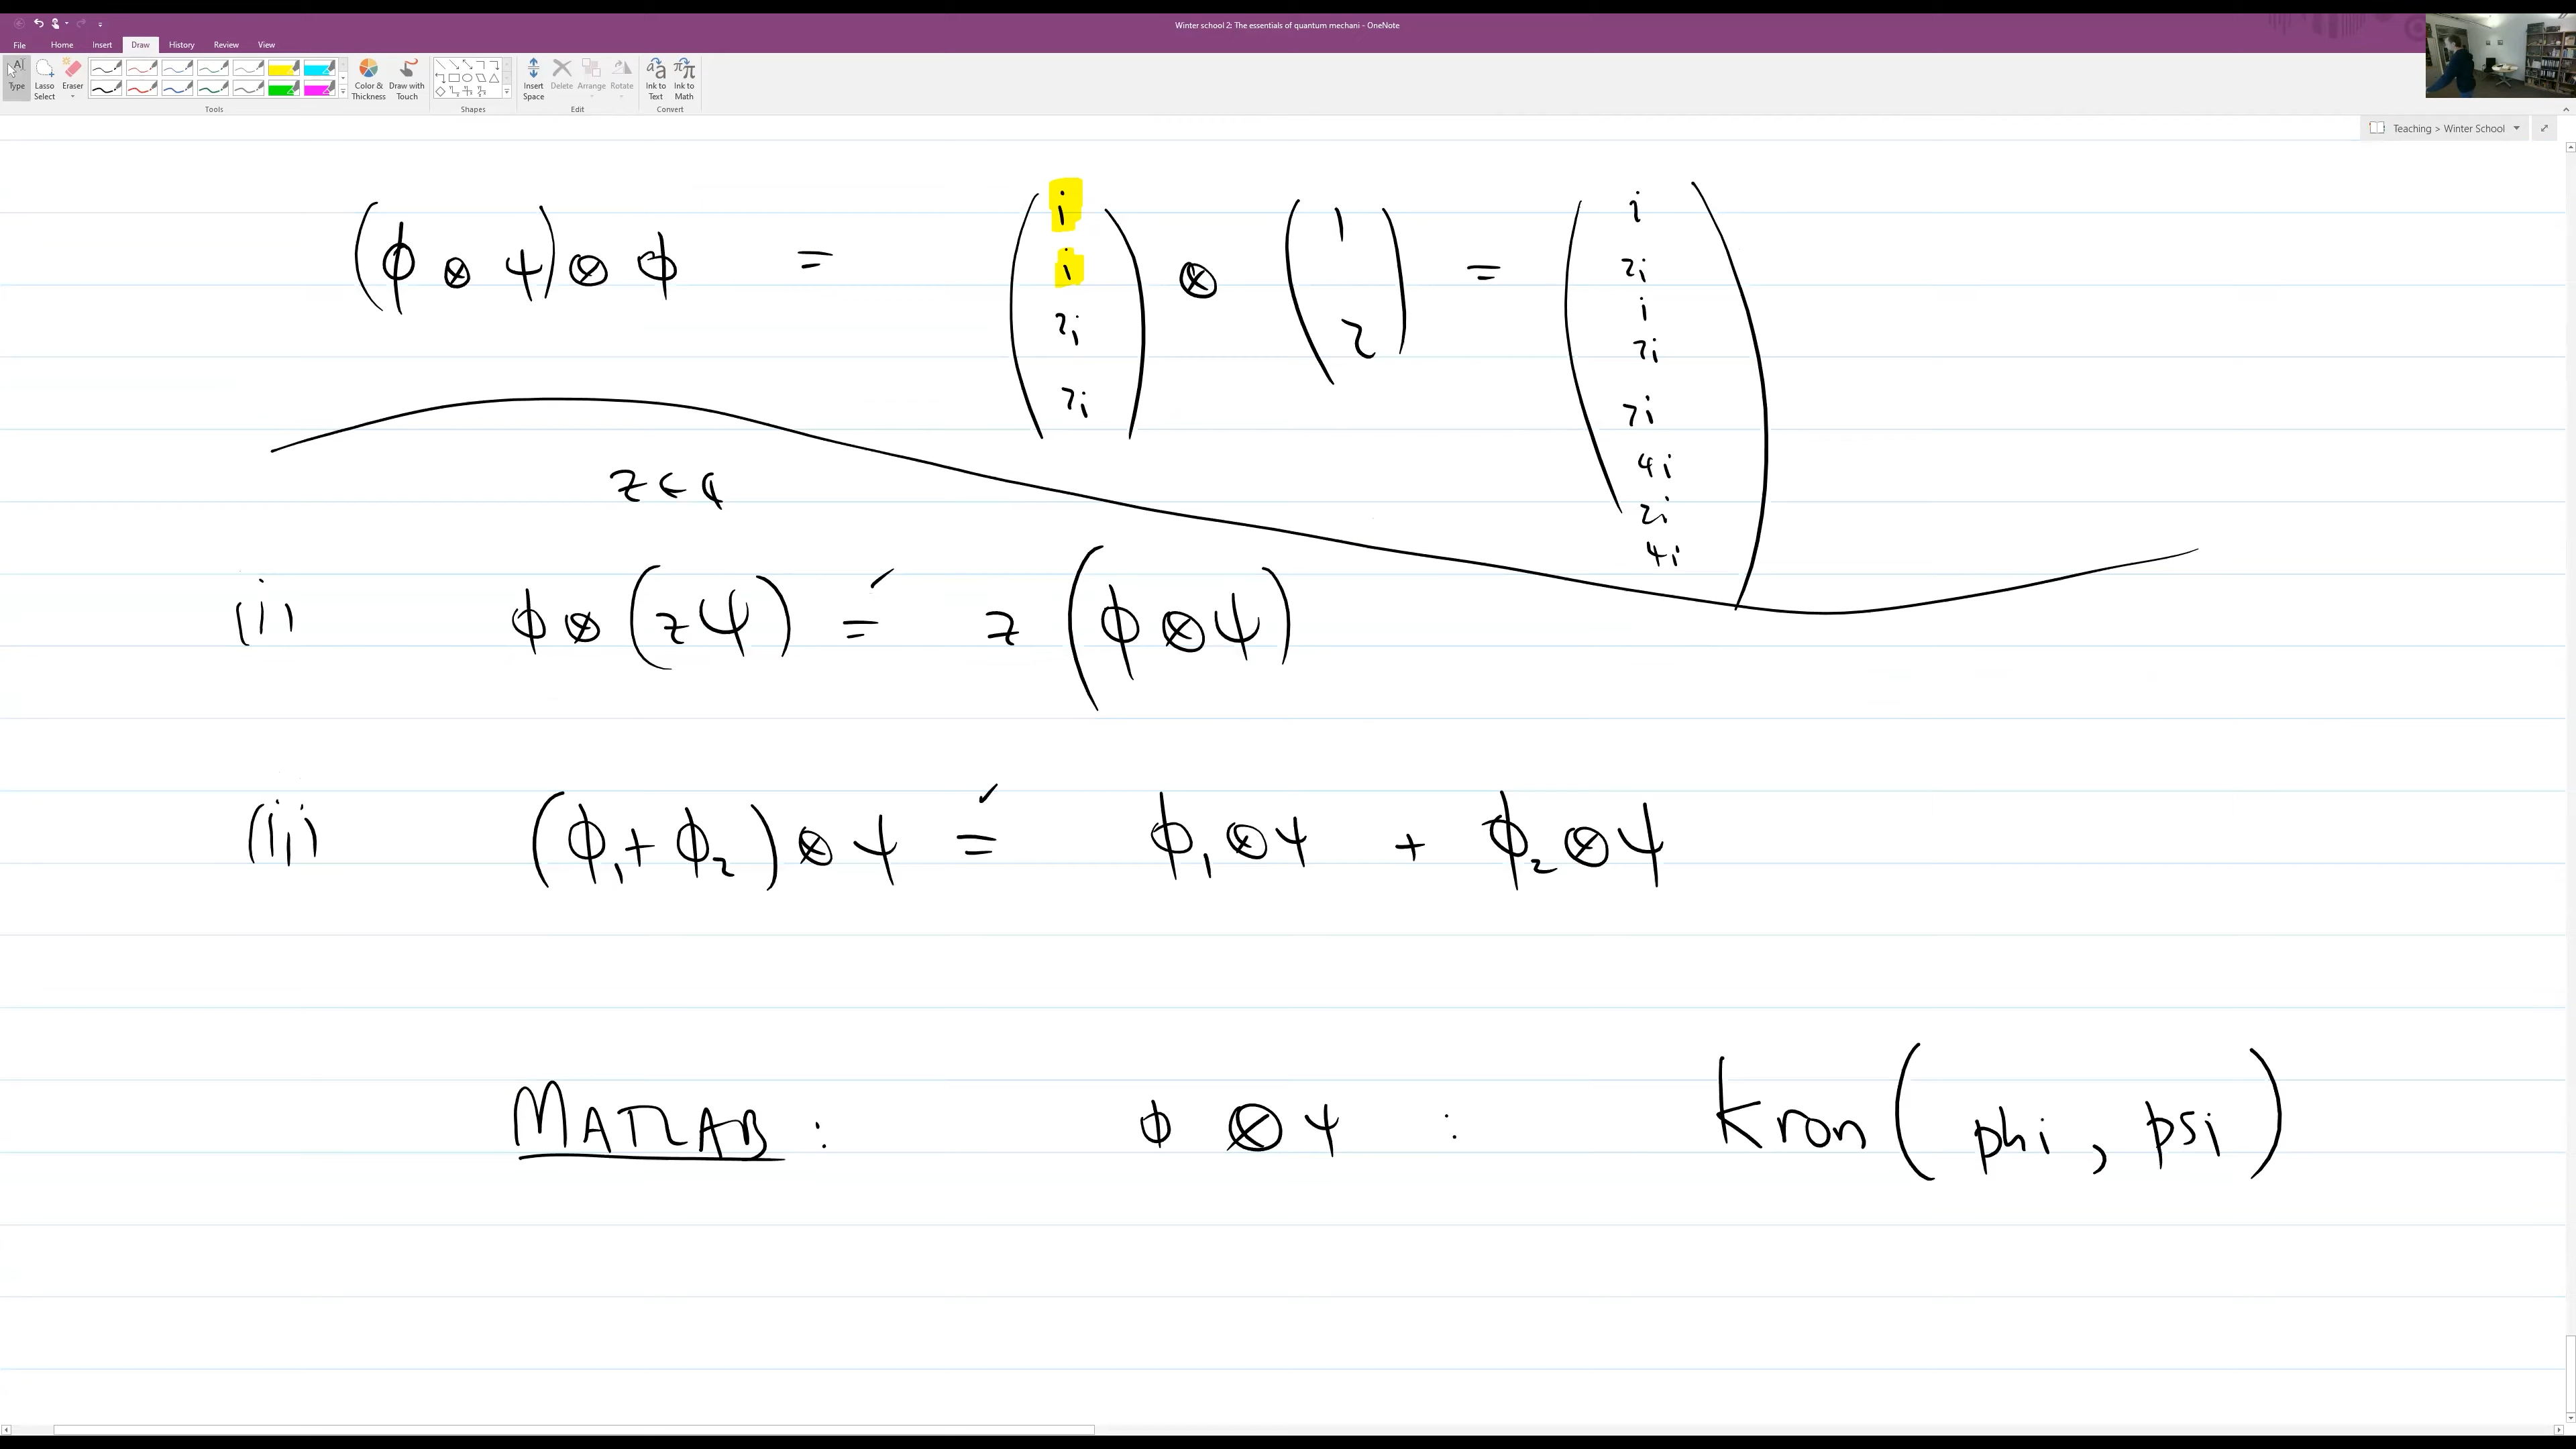 Winter school 2: The essentials of quantum mechani - OneNote
File Home Insert Draw History Review View
Type Lasso Select Eraser Color & Thickness Draw with Touch Insert Space Delete Arrange Rotate Ink to Text Ink to Math
Tools Shapes Edit Convert
Teaching > Winter School
(ϕ ⊗ ψ) ⊗ ϕ = (i i 2i 2i) ⊗ (1 2) = (i 2i i 2i 2i 4i 2i 4i)
z ∈ ℂ
(i) ϕ ⊗ (zψ) =✓ z (ϕ ⊗ ψ)
(ii) (ϕ₁ + ϕ₂) ⊗ ψ =✓ ϕ₁ ⊗ ψ + ϕ₂ ⊗ ψ
MATLAB : ϕ ⊗ ψ : Kron (phi , psi)